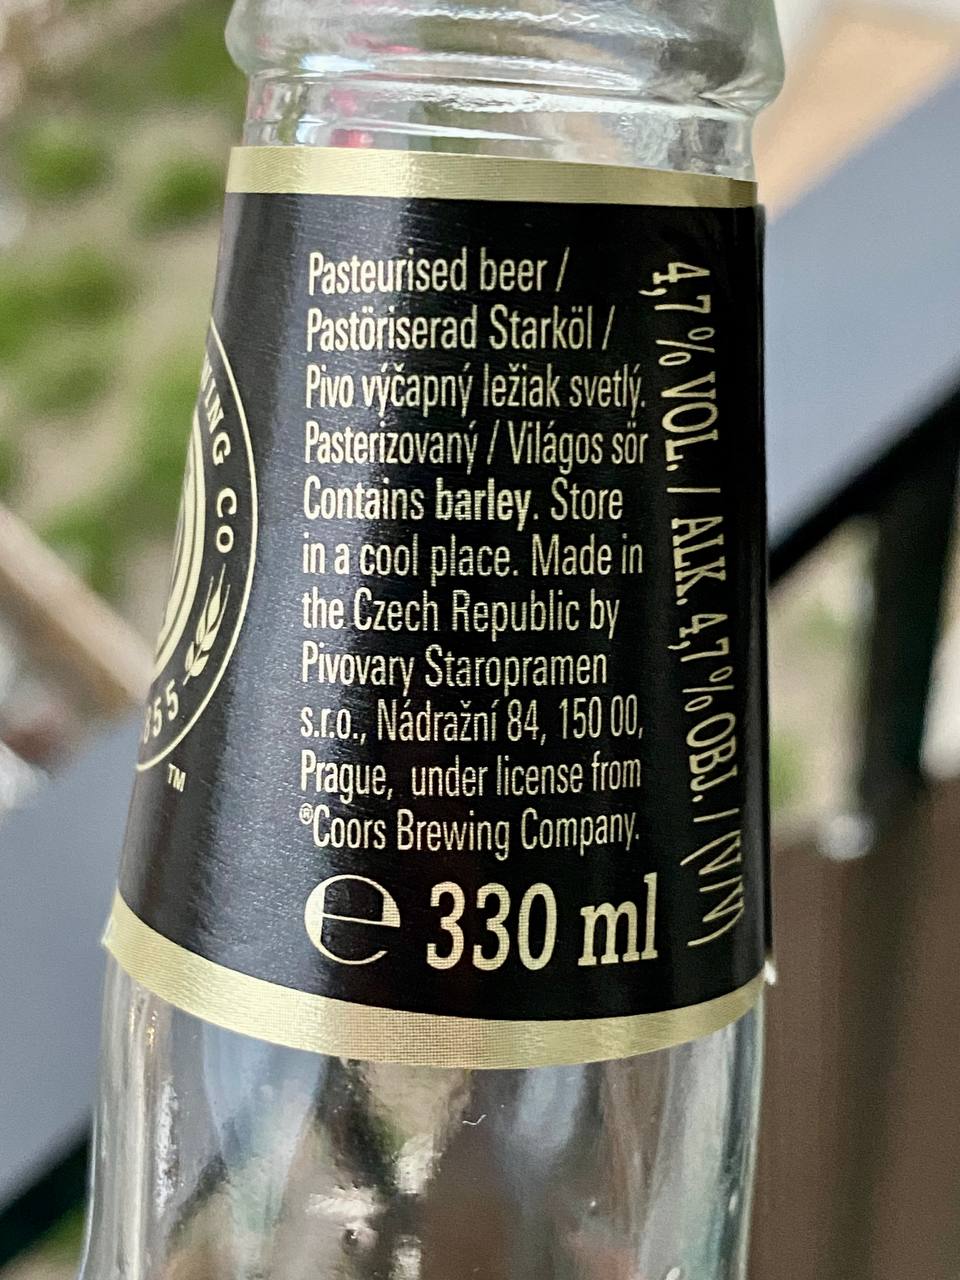 Pasteurised beer /
Pastöriserad Starköl /
Pivo výčapný ležiak svetlý.
Pasterizovaný / Világos sör
Contains barley. Store
in a cool place. Made in
the Czech Republic by
Pivovary Staropramen
s.r.o., Nádražní 84, 150 00,
Prague, under license from
®Coors Brewing Company.
℮ 330 ml
4,7% VOL. / ALK. 4,7% OBJ. /
CO
TM